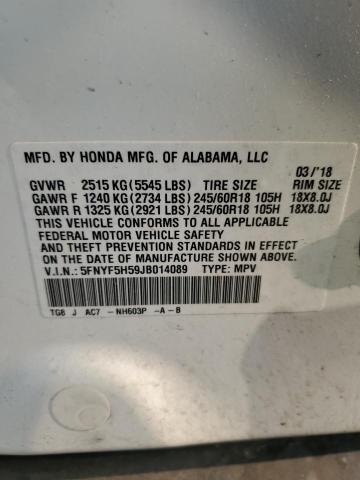 MFD. BY HONDA MFG. OF ALABAMA, LLC
03/'18
GVWR 2515 KG(5545 LBS) TIRE SIZE RIM SIZE
GAWR F 1240 KG(2734 LBS) 245/60R18 105H 18X8.0J
GAWR R 1325 KG(2921 LBS) 245/60R18 105H 18X8.0J
THIS VEHICLE CONFORMS TO ALL APPLICABLE
FEDERAL MOTOR VEHICLE SAFETY
AND THEFT PREVENTION STANDARDS IN EFFECT
ON THE DATE OF MANUFACTURE SHOWN ABOVE.
V.I.N.: 5FNYF5H59JB014089 TYPE: MPV
TG8 J AC7 -NH603P -A-B